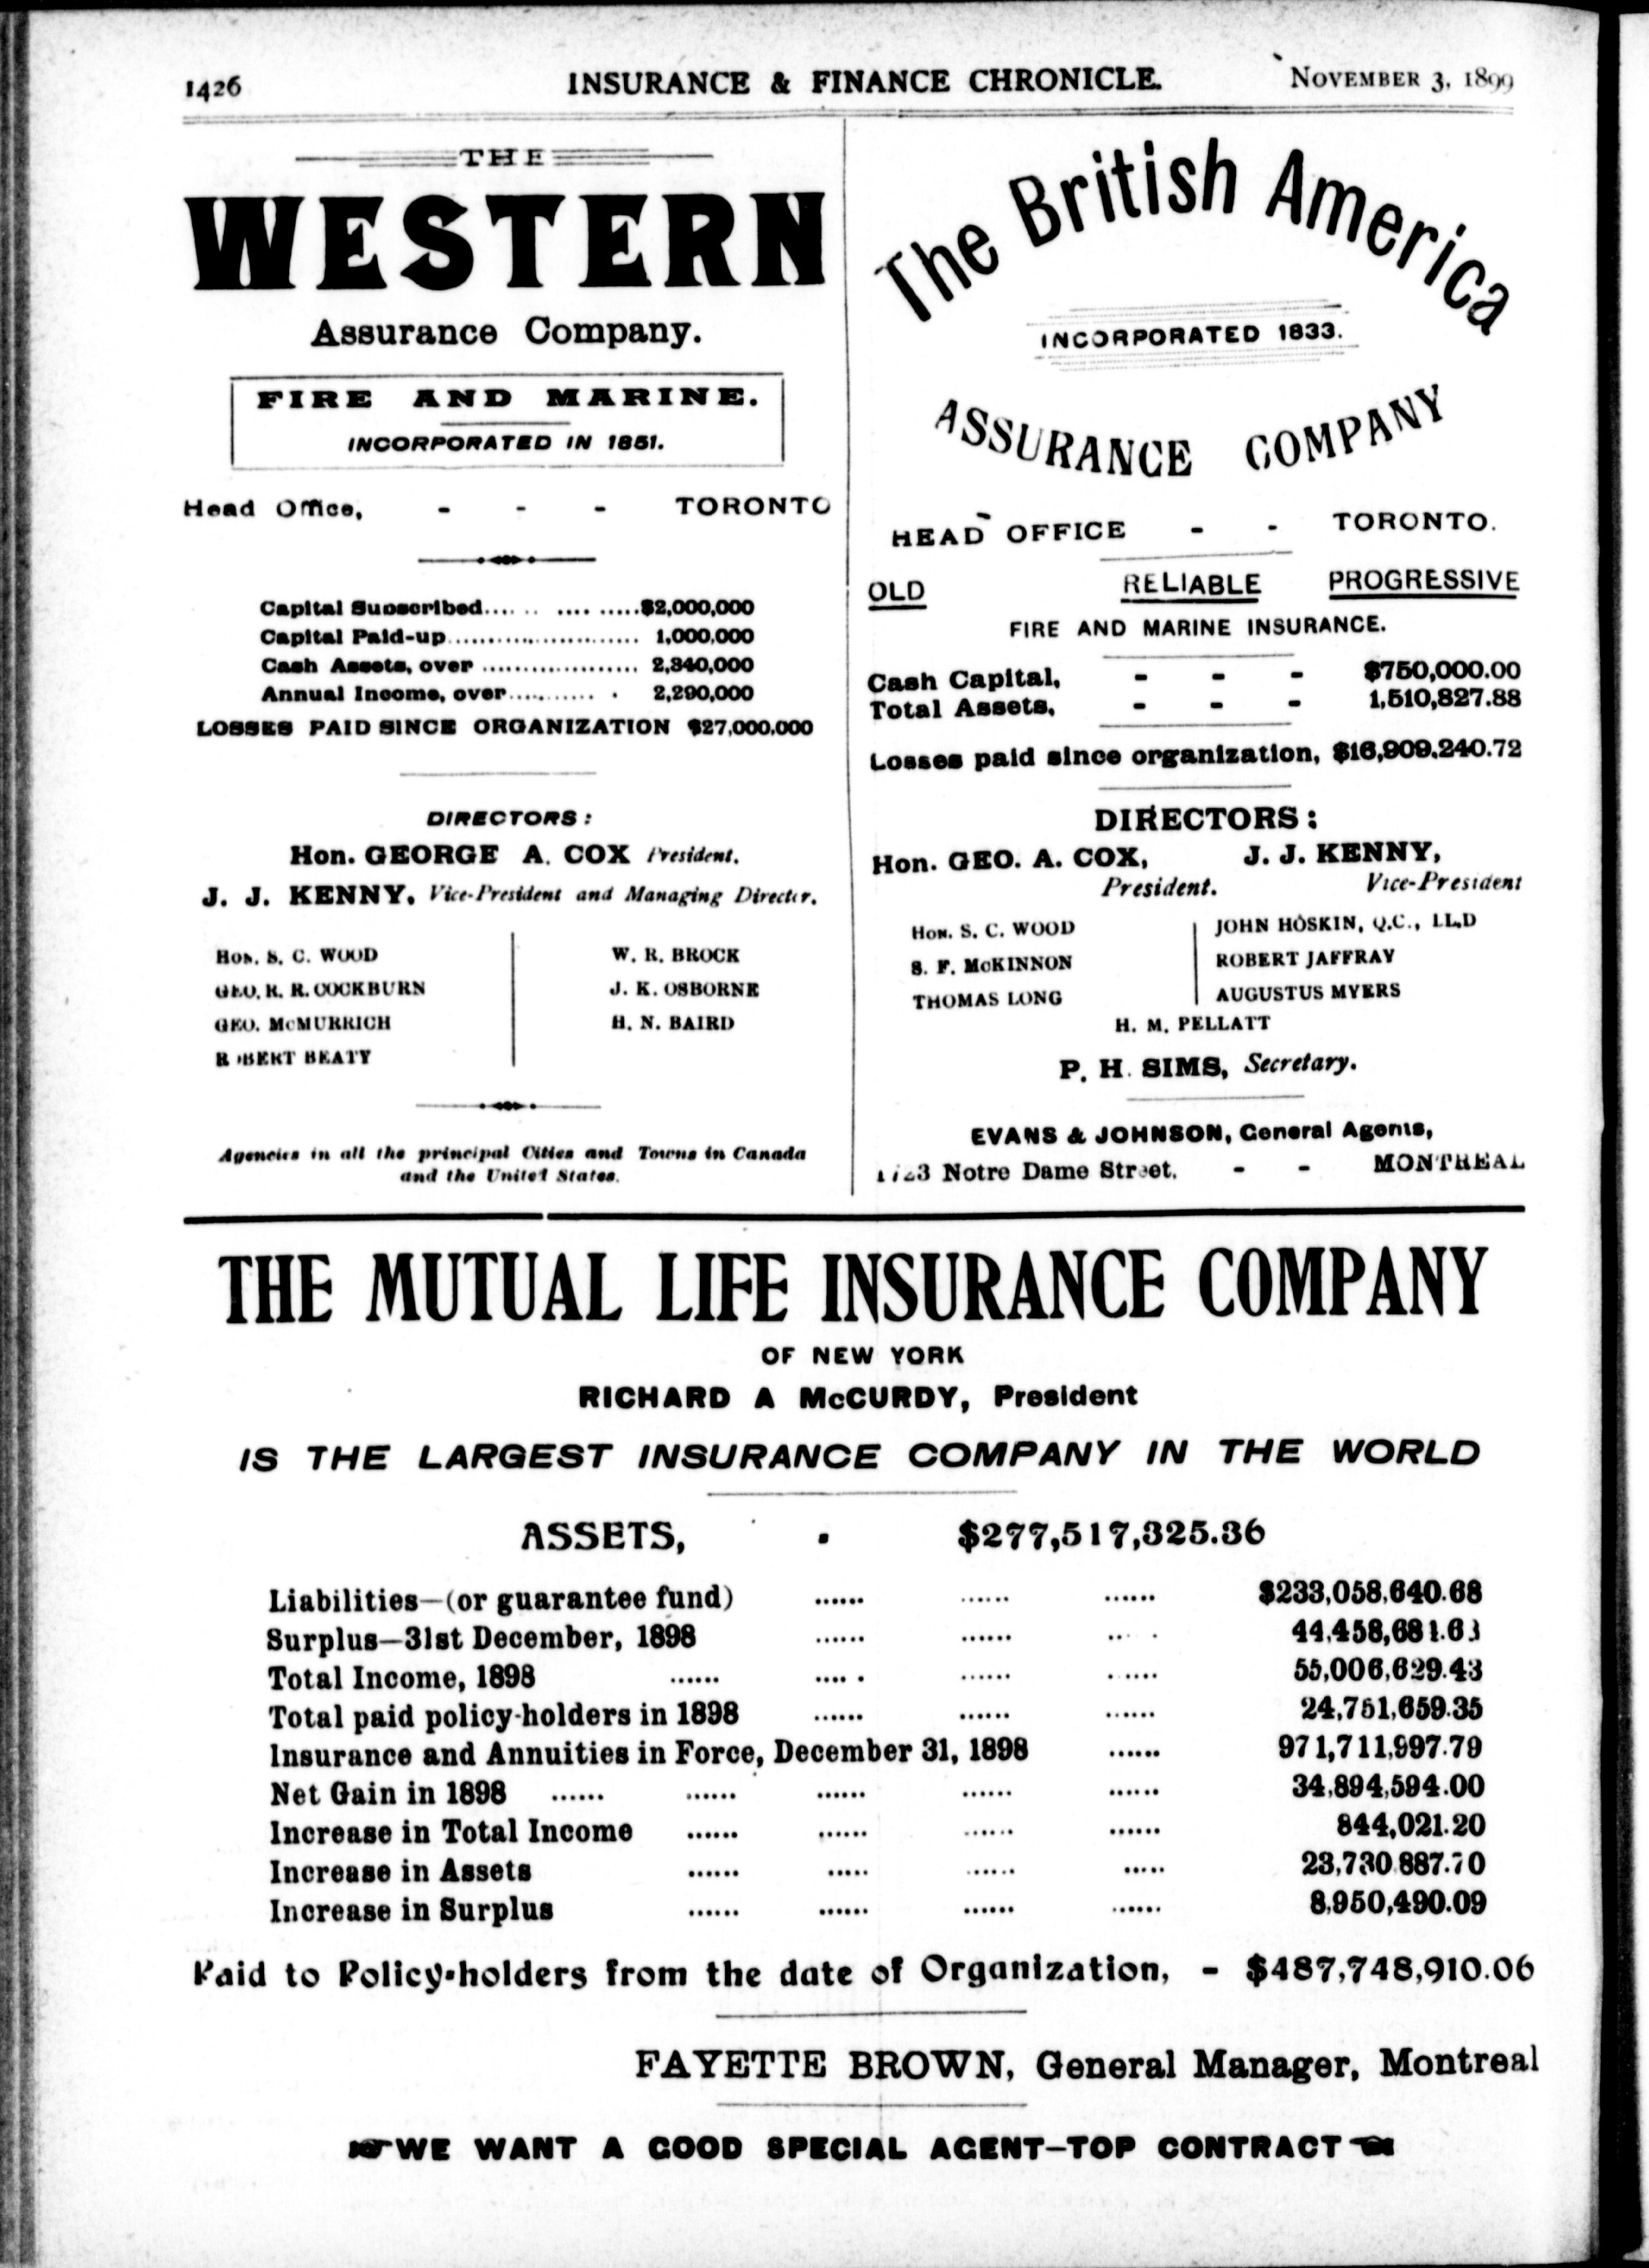 1426 INSURANCE & FINANCE CHRONICLE. NOVEMBER 3, 1899
THE
WESTERN
Assurance Company.
FIRE AND MARINE.
INCORPORATED IN 1851.
Head Office, - - - TORONTO
Capital Subscribed................$2,000,000
Capital Paid-up........................ 1,000,000
Cash Assets, over ................... 2,340,000
Annual Income, over............ 2,290,000
LOSSES PAID SINCE ORGANIZATION $27,000,000
DIRECTORS:
Hon. GEORGE A. COX President.
J. J. KENNY, Vice-President and Managing Director.
HON. S. C. WOOD
GEO. R. R. COCKBURN
GEO. McMURRICH
ROBERT BEATY
W. R. BROCK
J. K. OSBORNE
H. N. BAIRD
Agencies in all the principal Cities and Towns in Canada
and the United States.
The British America
INCORPORATED 1833.
ASSURANCE COMPANY
HEAD OFFICE - - TORONTO.
OLD RELIABLE PROGRESSIVE
FIRE AND MARINE INSURANCE.
Cash Capital, - - - $750,000.00
Total Assets, - - - 1,510,827.88
Losses paid since organization, $16,909,240.72
DIRECTORS:
Hon. GEO. A. COX, J. J. KENNY,
President. Vice-President
HON. S. C. WOOD
S. F. McKINNON
THOMAS LONG
JOHN HOSKIN, Q.C., LL.D
ROBERT JAFFRAY
AUGUSTUS MYERS
H. M. PELLATT
P. H. SIMS, Secretary.
EVANS & JOHNSON, General Agents,
1723 Notre Dame Street, - - MONTREAL
THE MUTUAL LIFE INSURANCE COMPANY
OF NEW YORK
RICHARD A McCURDY, President
IS THE LARGEST INSURANCE COMPANY IN THE WORLD
ASSETS, - $277,517,325.36
Liabilities—(or guarantee fund) ...... ...... ...... $233,058,640.68
Surplus—31st December, 1898 ...... ...... ...... 44,458,681.63
Total Income, 1898 ...... ...... ...... ...... 55,006,629.43
Total paid policy-holders in 1898 ...... ...... ...... 24,751,659.35
Insurance and Annuities in Force, December 31, 1898 ...... 971,711,997.79
Net Gain in 1898 ...... ...... ...... ...... ...... 34,894,594.00
Increase in Total Income ...... ...... ...... ...... 844,021.20
Increase in Assets ...... ..... ...... ..... 23,730,887.70
Increase in Surplus ...... ...... ...... ...... 8,950,490.09
Paid to Policy-holders from the date of Organization, - $487,748,910.06
FAYETTE BROWN, General Manager, Montreal
WE WANT A GOOD SPECIAL AGENT—TOP CONTRACT